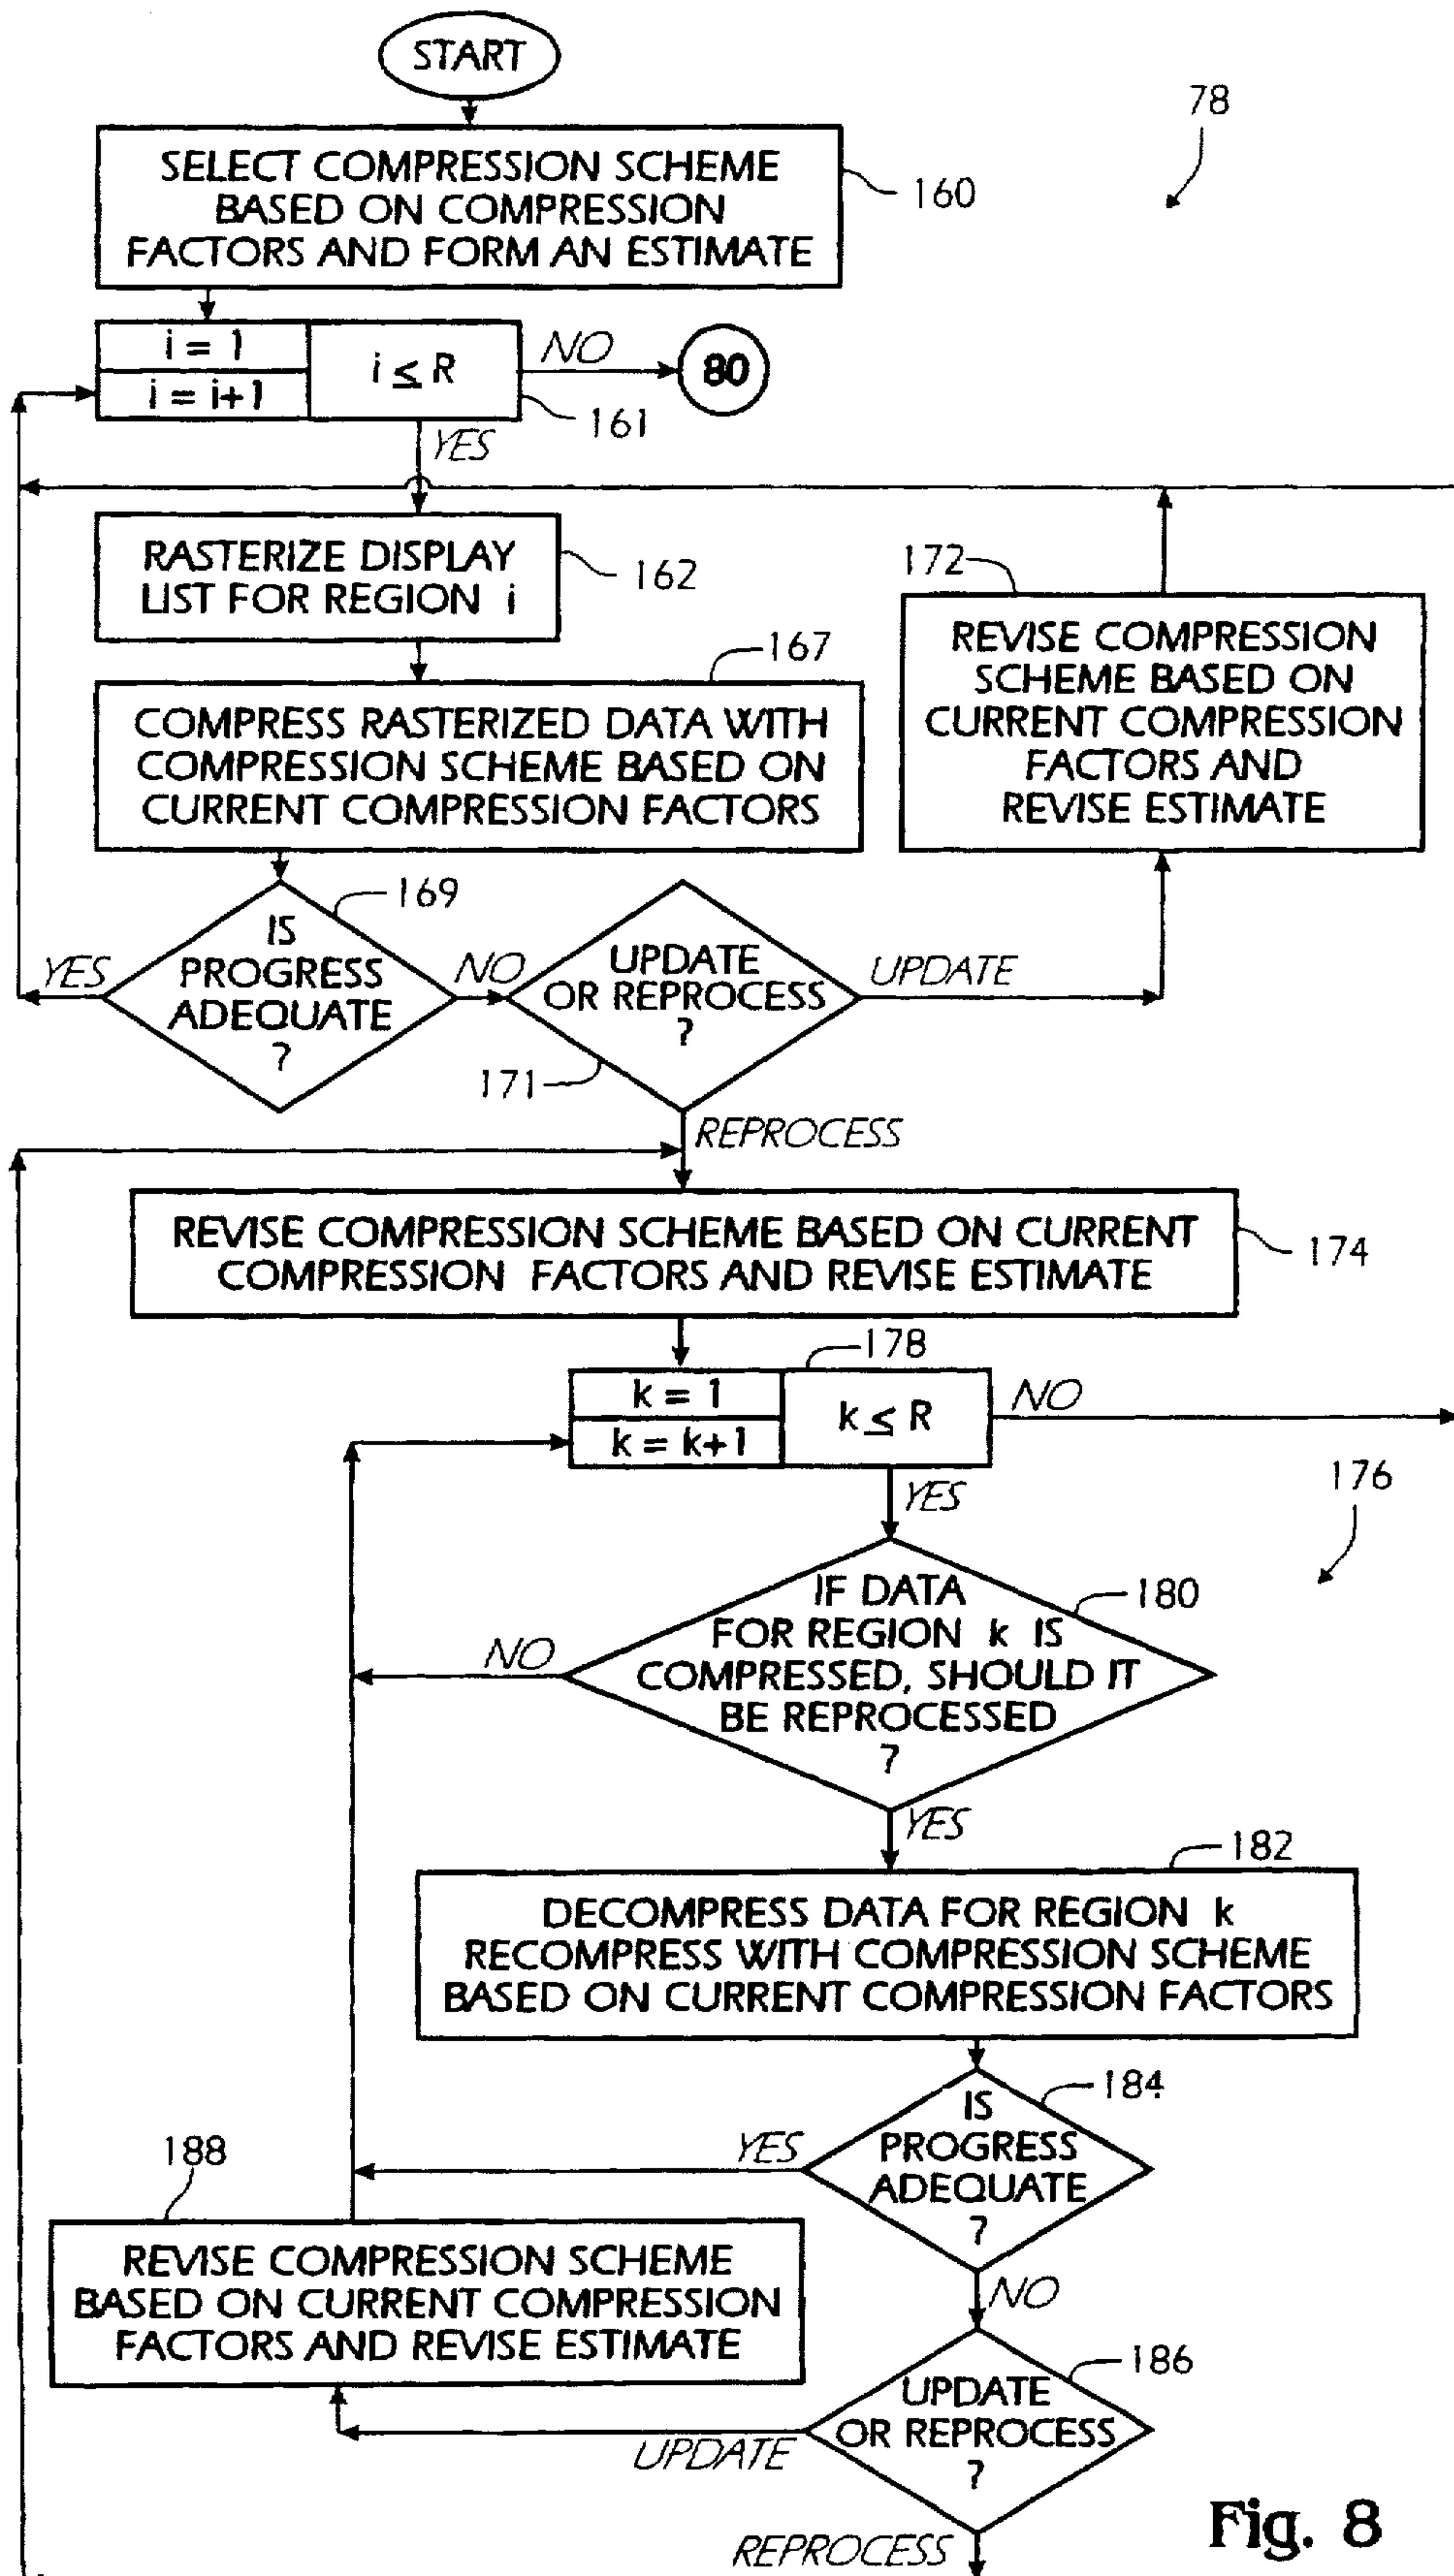 START
78
SELECT COMPRESSION SCHEME
BASED ON COMPRESSION
FACTORS AND FORM AN ESTIMATE
160
i = 1
i = i+1
i ≤ R
NO
80
161
YES
RASTERIZE DISPLAY
LIST FOR REGION i
162
172
REVISE COMPRESSION
SCHEME BASED ON
CURRENT COMPRESSION
FACTORS AND
REVISE ESTIMATE
167
COMPRESS RASTERIZED DATA WITH
COMPRESSION SCHEME BASED ON
CURRENT COMPRESSION FACTORS
169
IS
PROGRESS
ADEQUATE
?
YES
NO
UPDATE
OR REPROCESS
?
UPDATE
171
REPROCESS
REVISE COMPRESSION SCHEME BASED ON CURRENT
COMPRESSION FACTORS AND REVISE ESTIMATE
174
178
k = 1
k = k+1
k ≤ R
NO
YES
176
IF DATA
FOR REGION k IS
COMPRESSED, SHOULD IT
BE REPROCESSED
?
180
NO
YES
182
DECOMPRESS DATA FOR REGION k
RECOMPRESS WITH COMPRESSION SCHEME
BASED ON CURRENT COMPRESSION FACTORS
184
IS
PROGRESS
ADEQUATE
?
YES
188
REVISE COMPRESSION SCHEME
BASED ON CURRENT COMPRESSION
FACTORS AND REVISE ESTIMATE
NO
186
UPDATE
OR REPROCESS
?
UPDATE
REPROCESS
Fig. 8